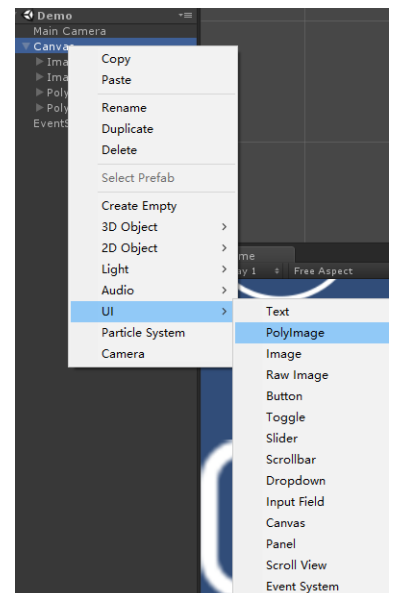 Demo
Main Camera
Canvas
Copy
Paste
Rename
Duplicate
Delete
Select Prefab
Create Empty
3D Object
2D Object
Light
Audio
UI
Particle System
Camera
Free Aspect
Text
PolyImage
Image
Raw Image
Button
Toggle
Slider
Scrollbar
Dropdown
Input Field
Canvas
Panel
Scroll View
Event System